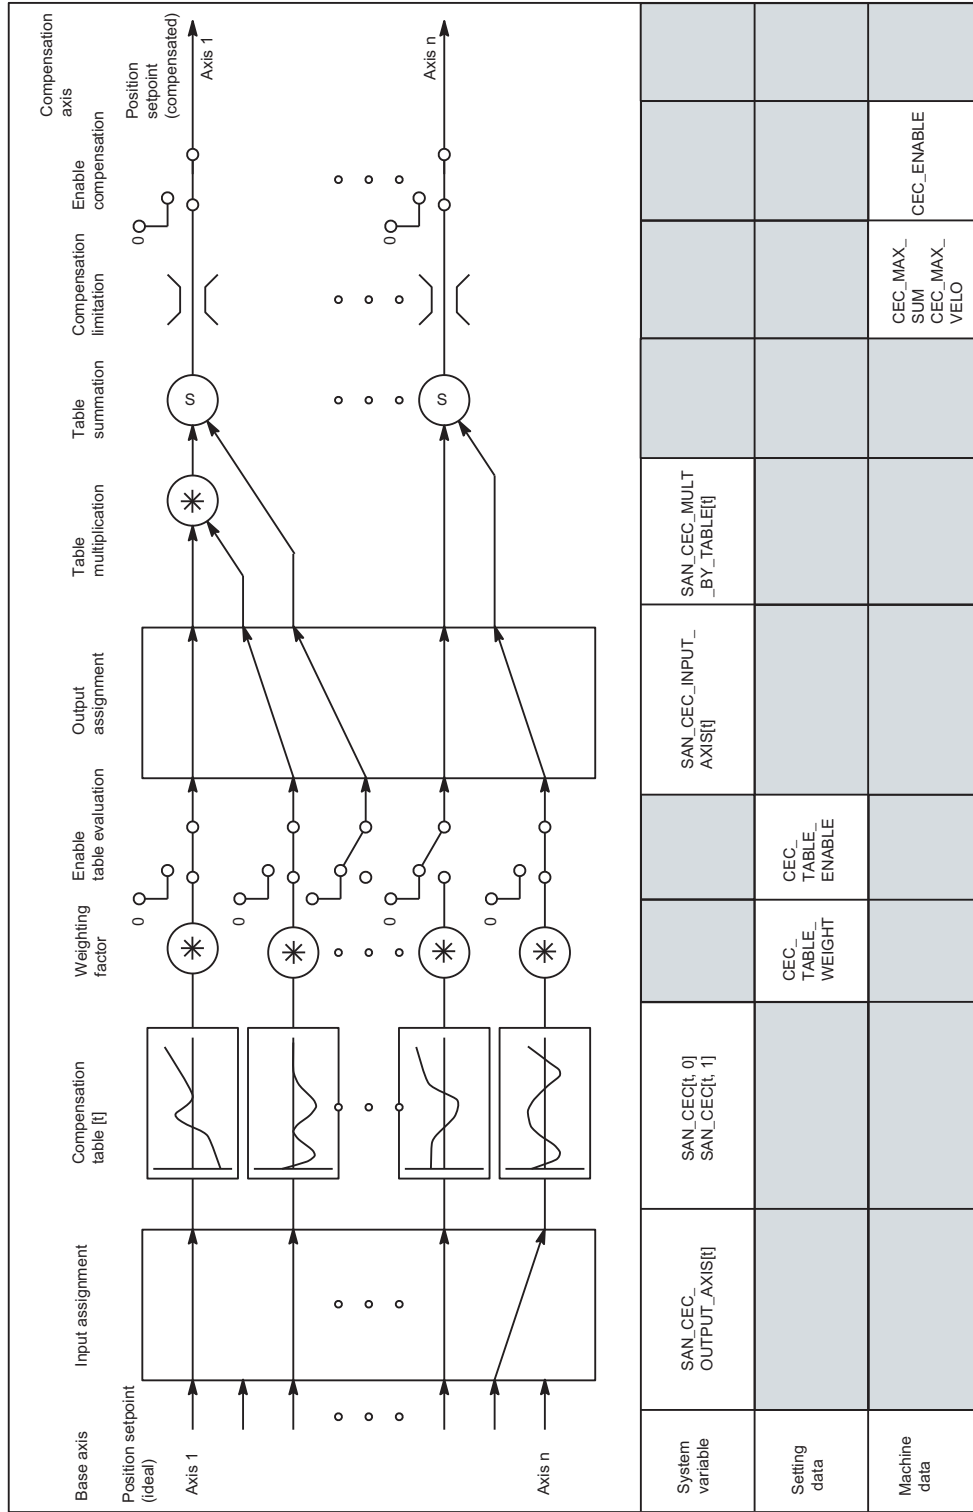 Base axis
Input assignment
Compensation
table [t]
Weighting
factor
Enable
table evaluation
Output
assignment
Table
multiplication
Table
summation
Compensation
limitation
Enable
compensation
Compensation
axis
Position setpoint
(ideal)
Position
setpoint
(compensated)
Axis 1
0
S
0
Axis 1
0
0
0
S
0
Axis n
Axis n
System
variable
SAN_CEC_
OUTPUT_AXIS[t]
SAN_CEC[t, 0]
SAN_CEC[t, 1]
SAN_CEC_INPUT_
AXIS[t]
SAN_CEC_MULT
_BY_TABLE[t]
Setting
data
CEC_
TABLE_
WEIGHT
CEC_
TABLE_
ENABLE
Machine
data
CEC_MAX_
SUM
CEC_MAX_
VELO
CEC_ENABLE